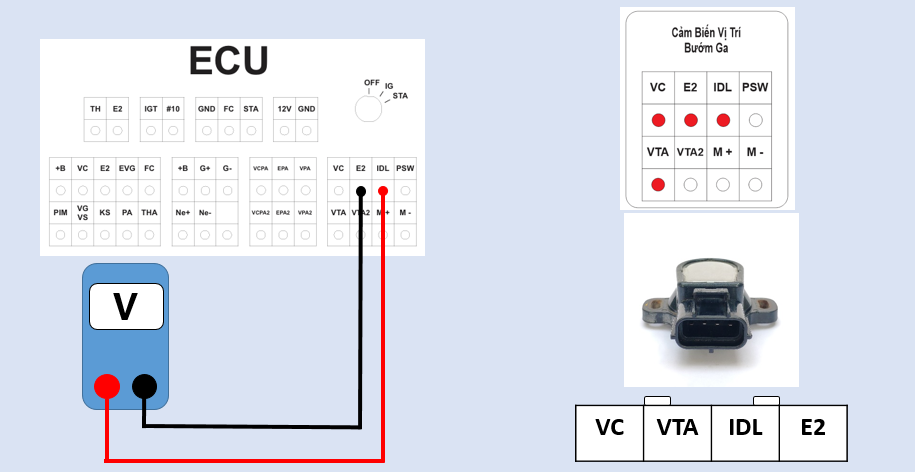 ECU
OFF
IG
STA
TH E2 IGT #10 GND FC STA 12V GND
+B VC E2 EVG FC +B G+ G- VCPA EPA VPA VC E2 IDL PSW
PIM VG VS KS PA THA Ne+ Ne- VCPA2 EPA2 VPA2 VTA VTA2 M + M -
V
Cảm Biến Vị Trí
Bướm Ga
VC E2 IDL PSW
VTA VTA2 M + M -
VC VTA IDL E2